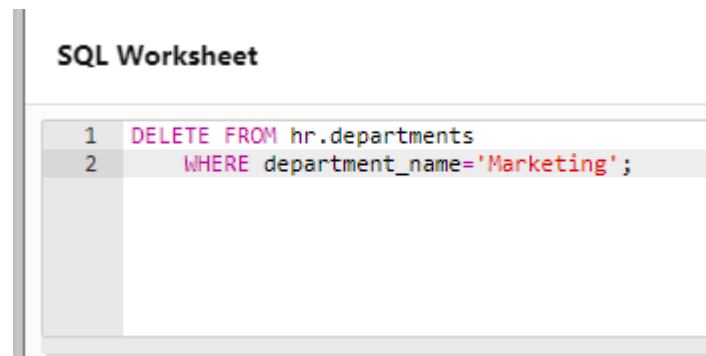 SQL Worksheet
1 DELETE FROM hr.departments
2 WHERE department_name='Marketing';